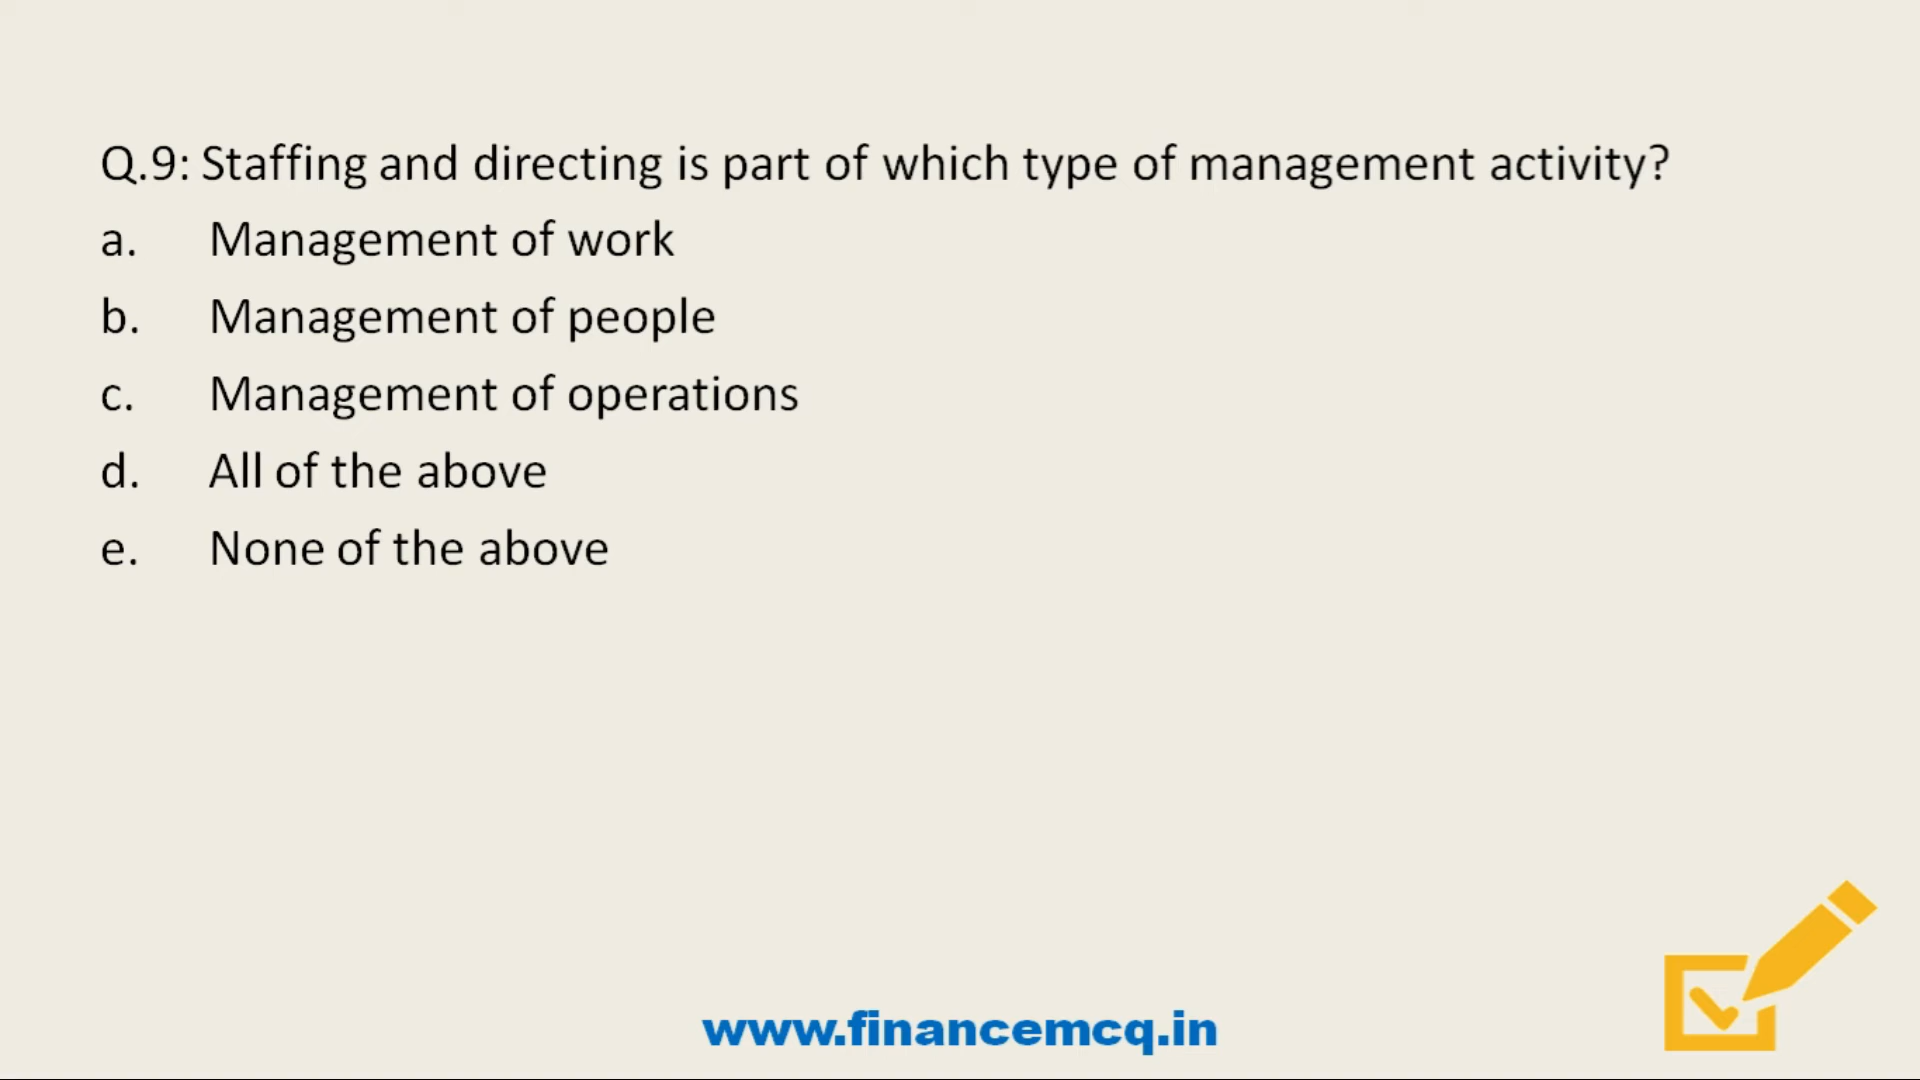 Q.9: Staffing and directing is part of which type of management activity?
a. Management of work
b. Management of people
c. Management of operations
d. All of the above
e. None of the above
www.financemcq.in